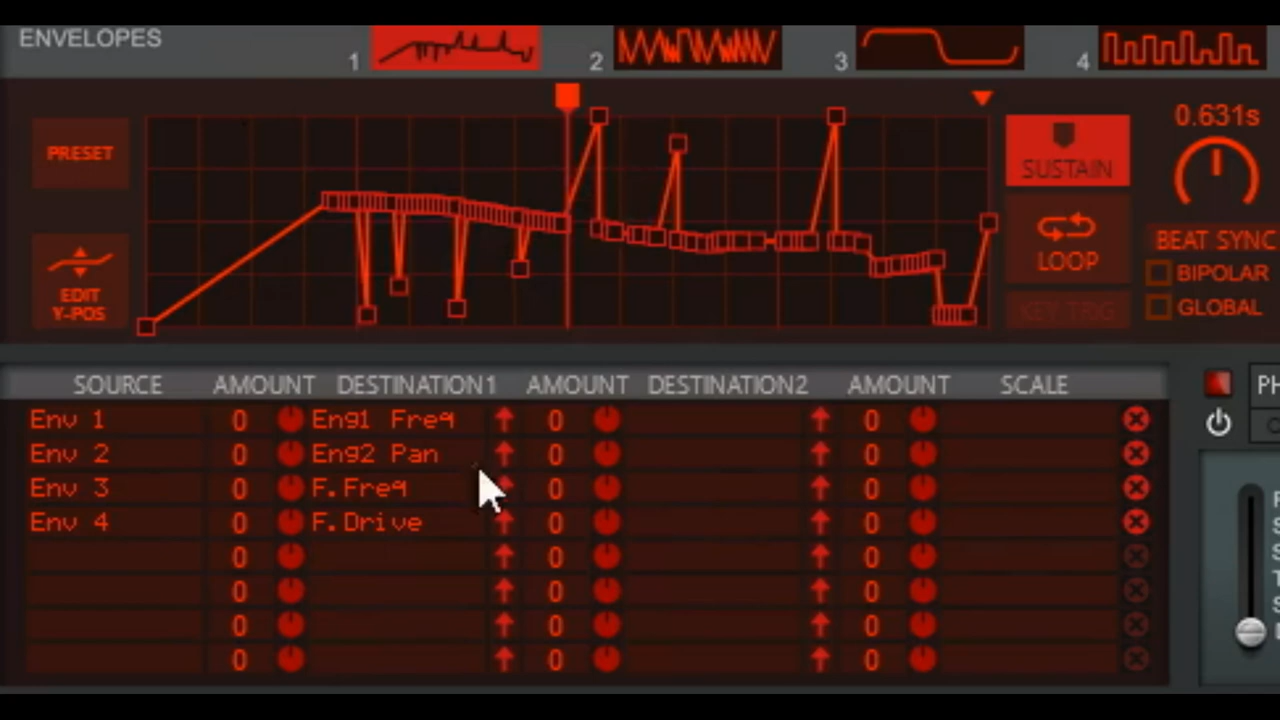 ENVELOPES
1 2 3 4
PRESET
EDIT
Y-POS
SUSTAIN
LOOP
KEY TRIG
0.631s
BEAT SYNC
BIPOLAR
GLOBAL
SOURCE AMOUNT DESTINATION1 AMOUNT DESTINATION2 AMOUNT SCALE
Env 1 0 Eng1 Freq 0 0
Env 2 0 Eng2 Pan 0 0
Env 3 0 F.Freq 0
Env 4 0 F.Drive 0 0
0 0 0
0 0 0
0 0 0
0 0 0
PH